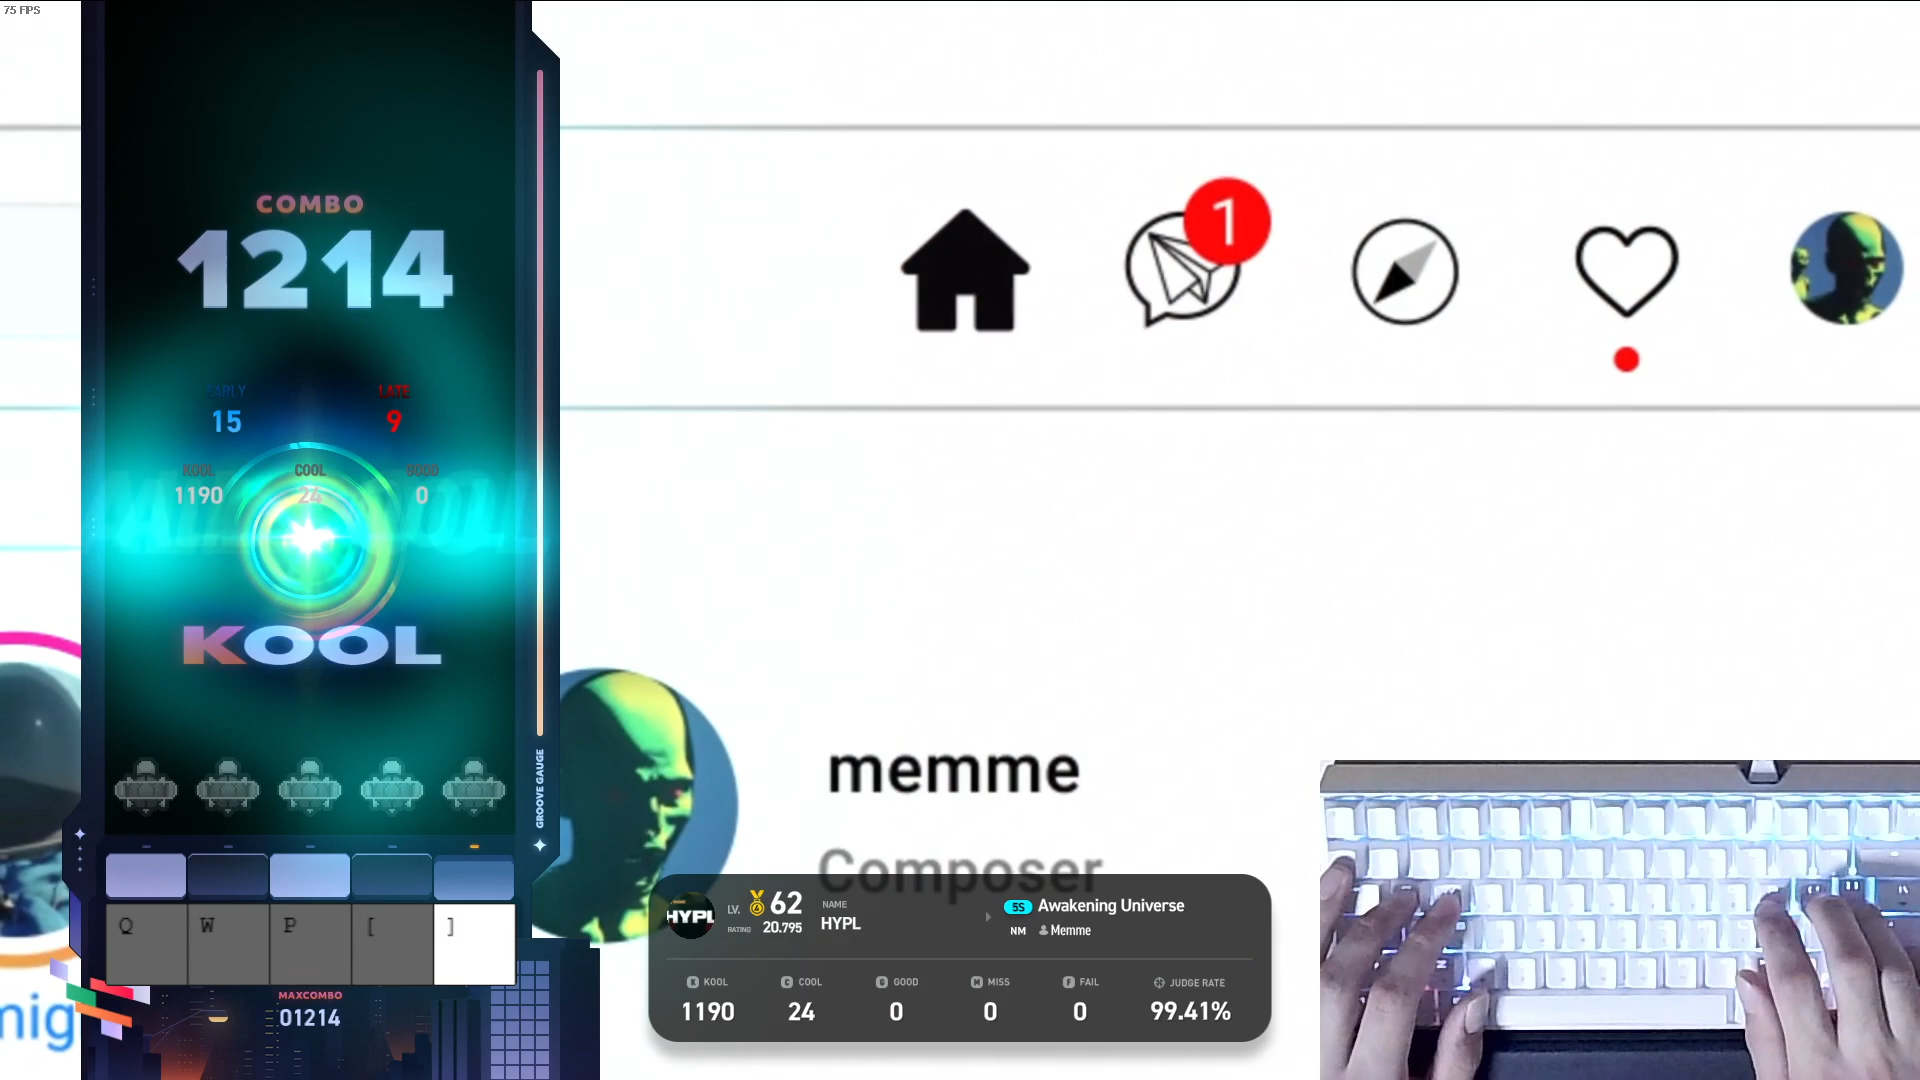 75 FPS
COMBO
1214
EARLY
LATE
15
9
KOOL
COOL
GOOD
1190
24
0
KOOL
GROOVE GAUGE
Q
W
P
[
]
MAXCOMBO
01214
1
memme
Composer
HYPL
LV.
62
RATING
20.795
NAME
HYPL
5S Awakening Universe
NM Memme
K KOOL
C COOL
G GOOD
M MISS
F FAIL
JUDGE RATE
1190
24
0
0
0
99.41%
mig